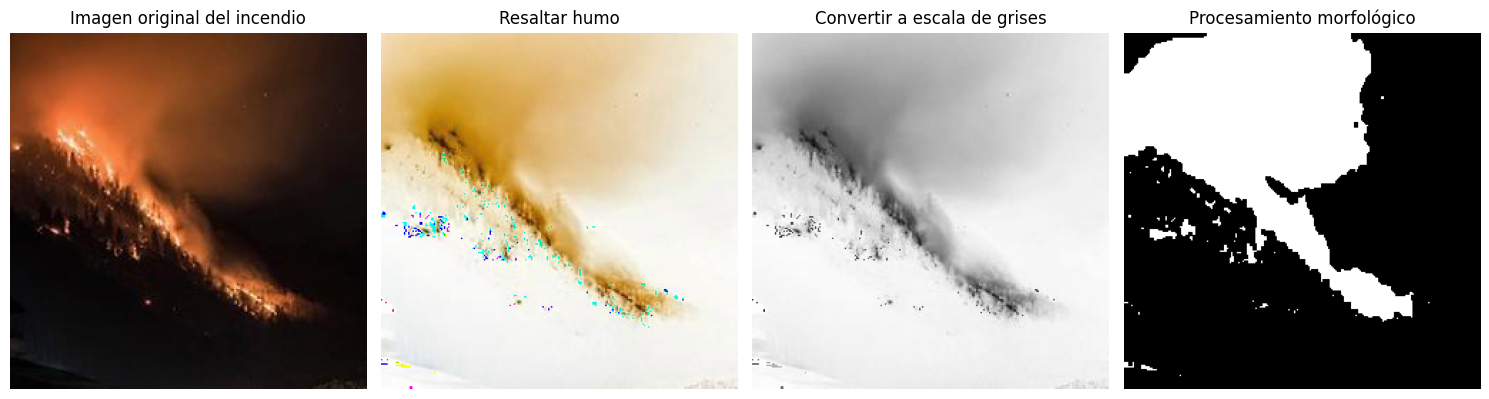 Imagen original del incendio
Resaltar humo
Convertir a escala de grises
Procesamiento morfológico